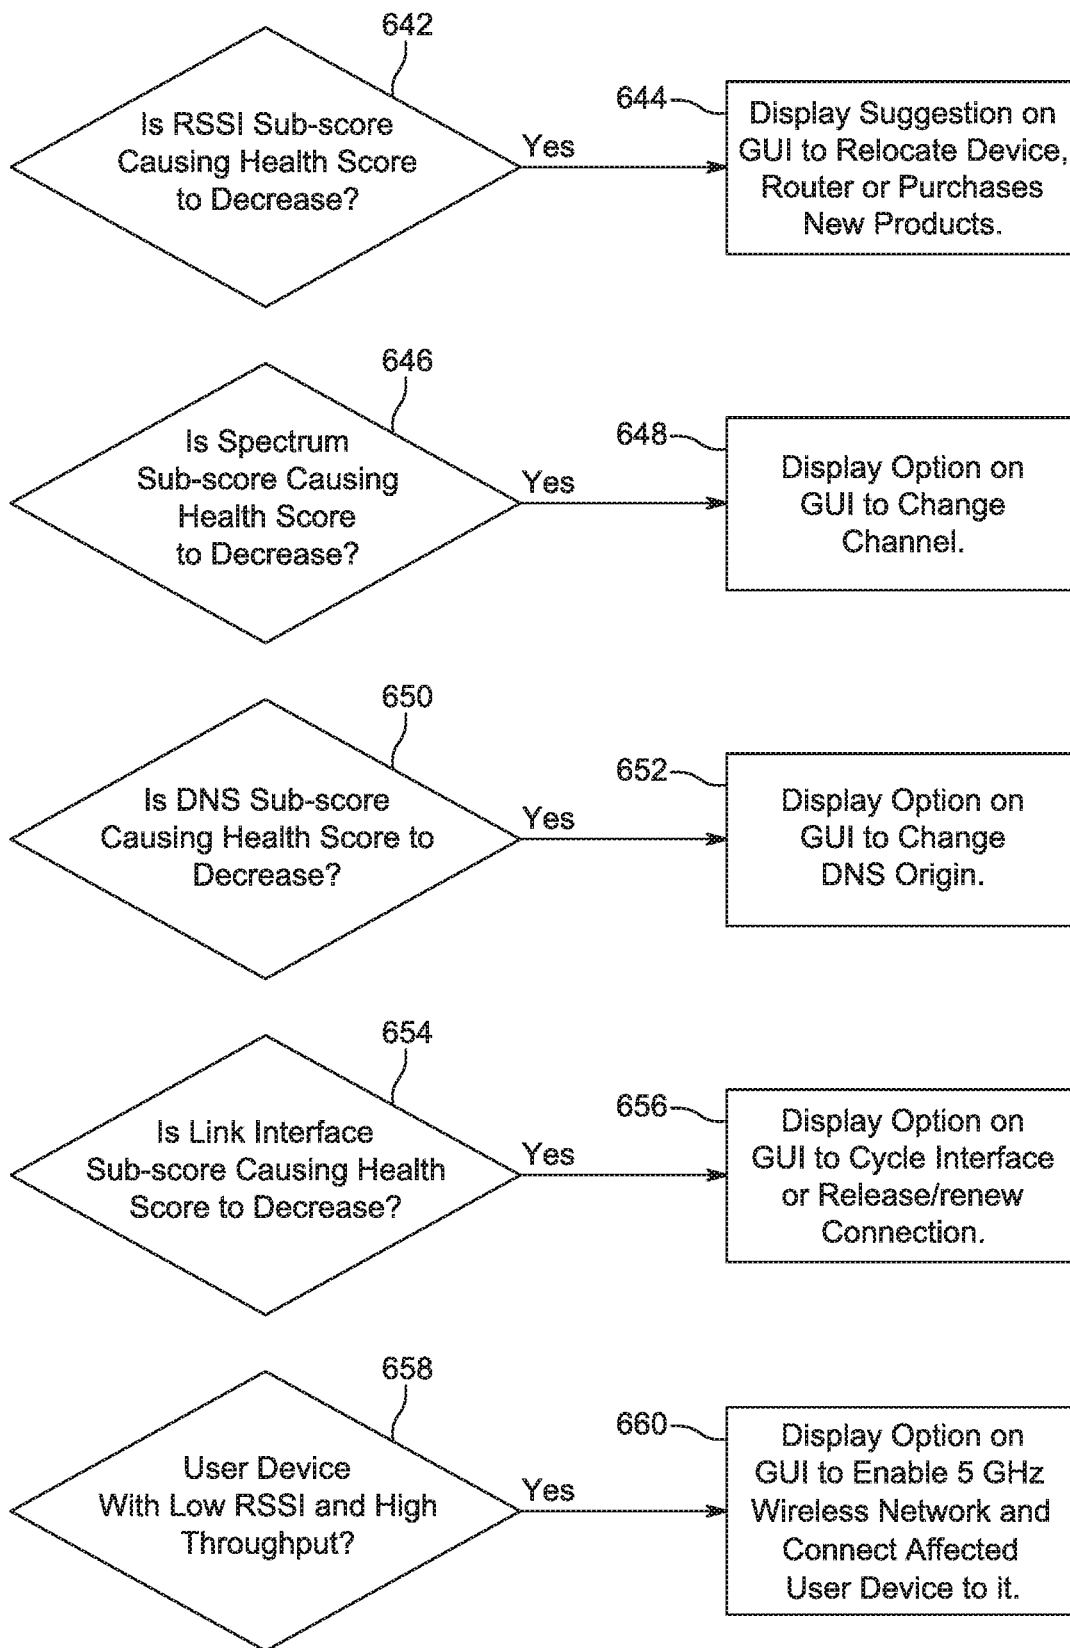 642
Is RSSI Sub-score
Causing Health Score
to Decrease?
Yes
644
Display Suggestion on
GUI to Relocate Device,
Router or Purchases
New Products.
646
Is Spectrum
Sub-score Causing
Health Score
to Decrease?
Yes
648
Display Option on
GUI to Change
Channel.
650
Is DNS Sub-score
Causing Health Score to
Decrease?
Yes
652
Display Option on
GUI to Change
DNS Origin.
654
Is Link Interface
Sub-score Causing Health
Score to Decrease?
Yes
656
Display Option on
GUI to Cycle Interface
or Release/renew
Connection.
658
User Device
With Low RSSI and High
Throughput?
Yes
660
Display Option on
GUI to Enable 5 GHz
Wireless Network and
Connect Affected
User Device to it.